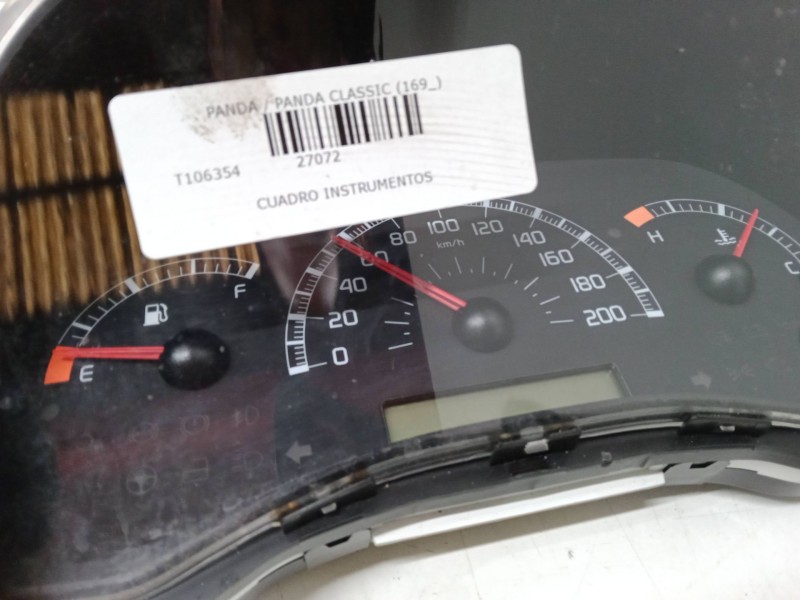 PANDA / PANDA CLASSIC (169_)
T106354 27072
CUADRO INSTRUMENTOS
F
E
0
20
40
60
80
100
120
140
160
180
200
km/h
H
C